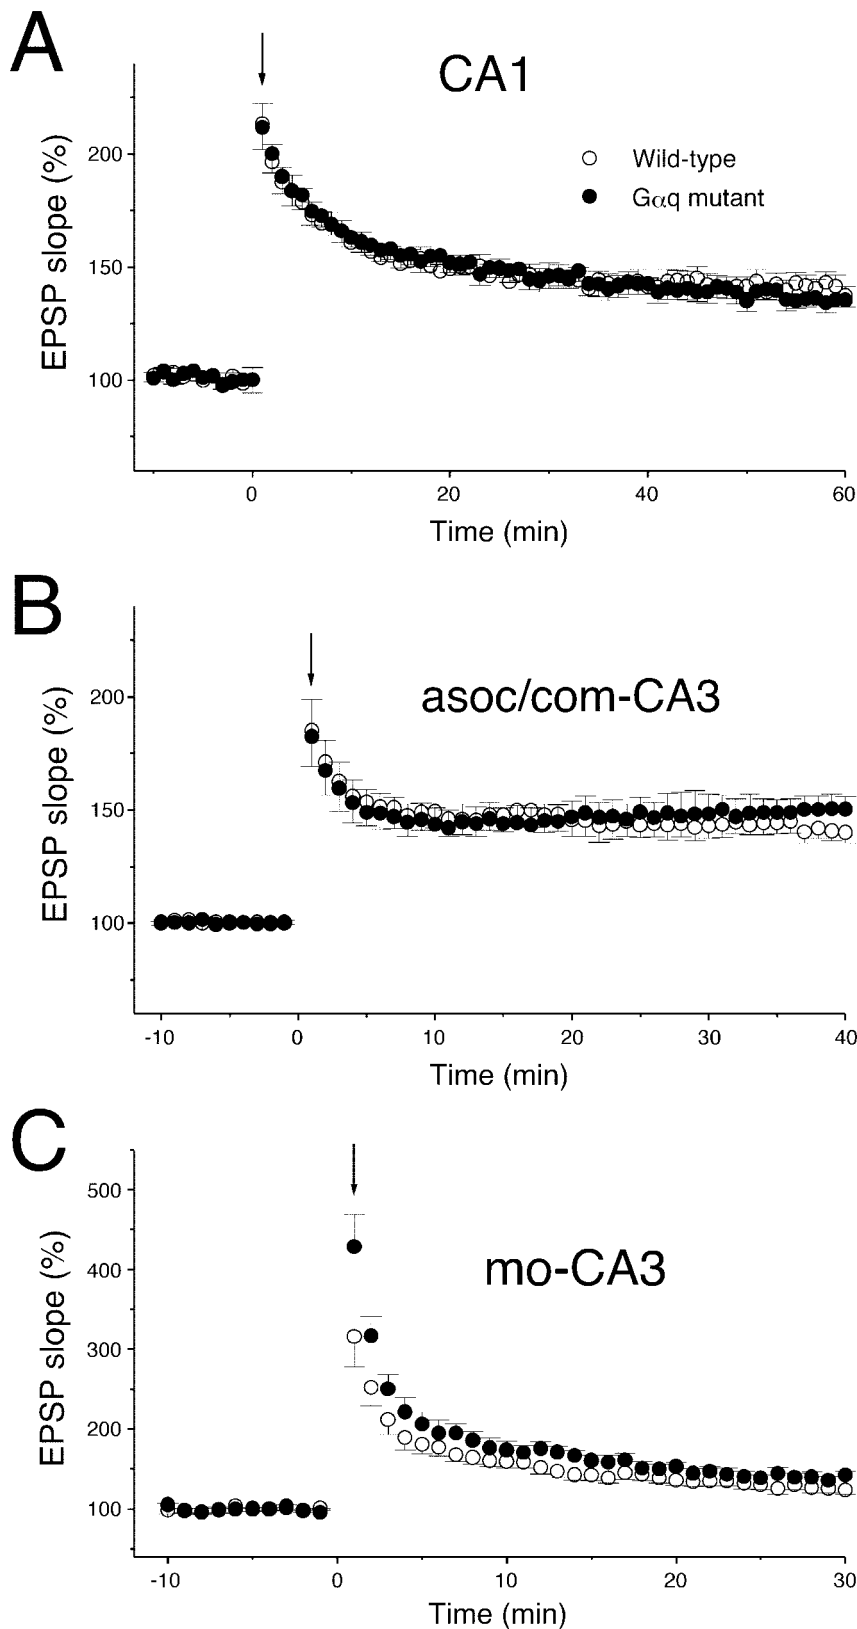 A
CA1
Wild-type
Gαq mutant
EPSP slope (%)
200
150
100
0
20
40
60
Time (min)
B
asoc/com-CA3
EPSP slope (%)
200
150
100
-10
0
10
20
30
40
Time (min)
C
mo-CA3
EPSP slope (%)
500
400
300
200
100
-10
0
10
20
30
Time (min)